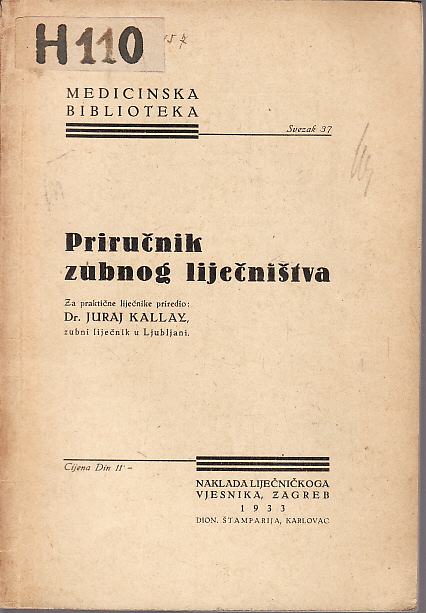 H110
MEDICINSKA
BIBLIOTEKA
Svezak 37
Priručnik
zubnog liječništva
Za praktične liječnike priredio:
Dr. JURAJ KALLAY,
zubni liječnik u Ljubljani.
Cijena Din 11·–
NAKLADA LIJEČNIČKOGA
VJESNIKA, ZAGREB
1933
DION. ŠTAMPARIJA, KARLOVAC